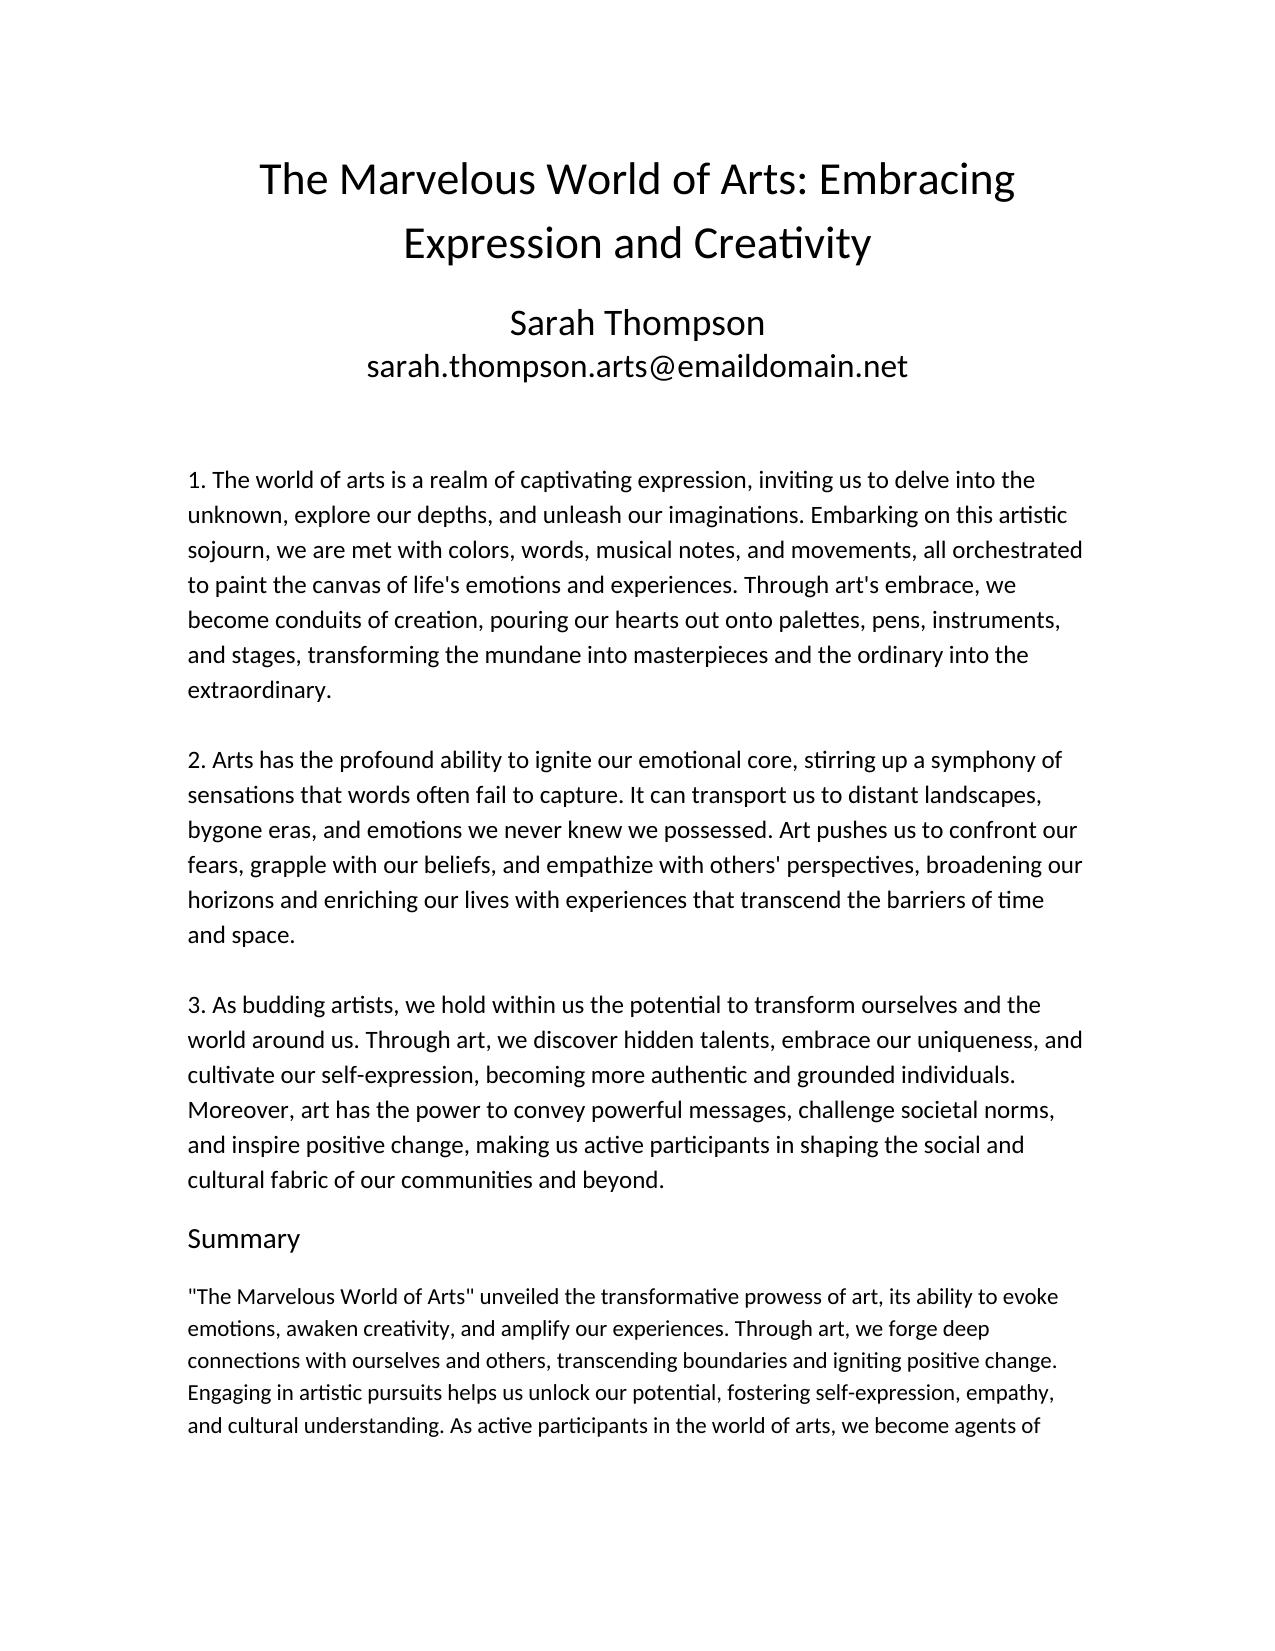 The Marvelous World of Arts: Embracing
Expression and Creativity
Sarah Thompson
sarah.thompson.arts@emaildomain.net
1. The world of arts is a realm of captivating expression, inviting us to delve into the
unknown, explore our depths, and unleash our imaginations. Embarking on this artistic
sojourn, we are met with colors, words, musical notes, and movements, all orchestrated
to paint the canvas of life's emotions and experiences. Through art's embrace, we
become conduits of creation, pouring our hearts out onto palettes, pens, instruments,
and stages, transforming the mundane into masterpieces and the ordinary into the
extraordinary.
2. Arts has the profound ability to ignite our emotional core, stirring up a symphony of
sensations that words often fail to capture. It can transport us to distant landscapes,
bygone eras, and emotions we never knew we possessed. Art pushes us to confront our
fears, grapple with our beliefs, and empathize with others' perspectives, broadening our
horizons and enriching our lives with experiences that transcend the barriers of time
and space.
3. As budding artists, we hold within us the potential to transform ourselves and the
world around us. Through art, we discover hidden talents, embrace our uniqueness, and
cultivate our self-expression, becoming more authentic and grounded individuals.
Moreover, art has the power to convey powerful messages, challenge societal norms,
and inspire positive change, making us active participants in shaping the social and
cultural fabric of our communities and beyond.
Summary
"The Marvelous World of Arts" unveiled the transformative prowess of art, its ability to evoke
emotions, awaken creativity, and amplify our experiences. Through art, we forge deep
connections with ourselves and others, transcending boundaries and igniting positive change.
Engaging in artistic pursuits helps us unlock our potential, fostering self-expression, empathy,
and cultural understanding. As active participants in the world of arts, we become agents of